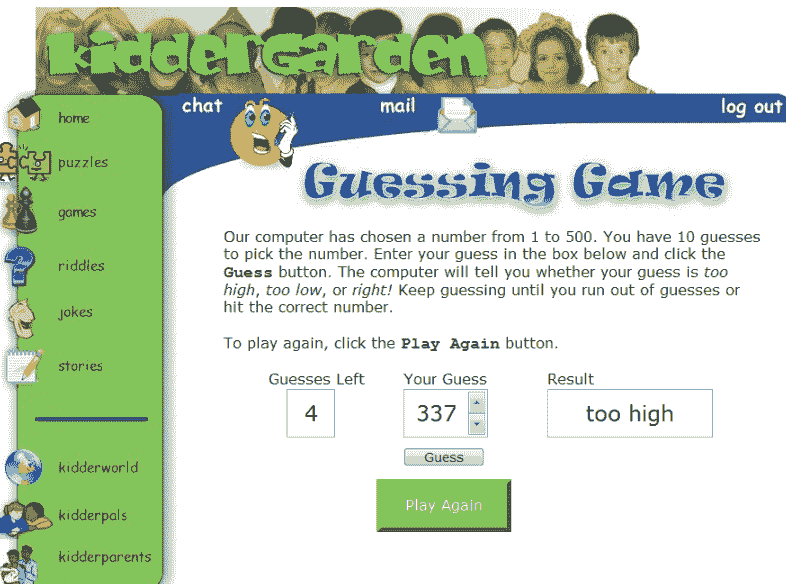 kiddergarden
chat mail log out
home
puzzles
games
riddles
jokes
stories
kidderworld
kidderpals
kidderparents
Guessing Game
Our computer has chosen a number from 1 to 500. You have 10 guesses
to pick the number. Enter your guess in the box below and click the
Guess button. The computer will tell you whether your guess is too
high, too low, or right! Keep guessing until you run out of guesses or
hit the correct number.
To play again, click the Play Again button.
Guesses Left Your Guess Result
4 337 too high
Guess
Play Again